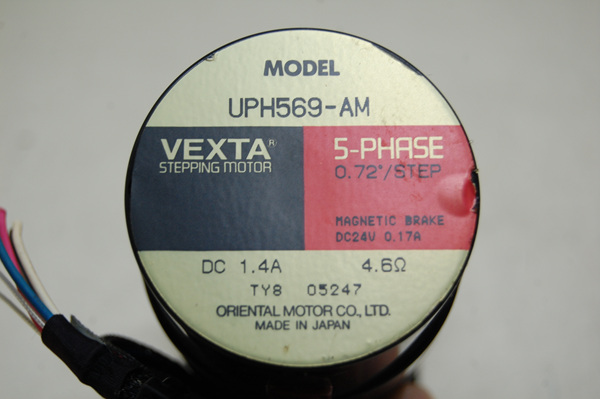 MODEL
UPH569-AM
VEXTA®
STEPPING MOTOR
5-PHASE
0.72°/STEP
MAGNETIC BRAKE
DC24V 0.17A
DC 1.4A 4.6Ω
TY8 05247
ORIENTAL MOTOR CO., LTD.
MADE IN JAPAN